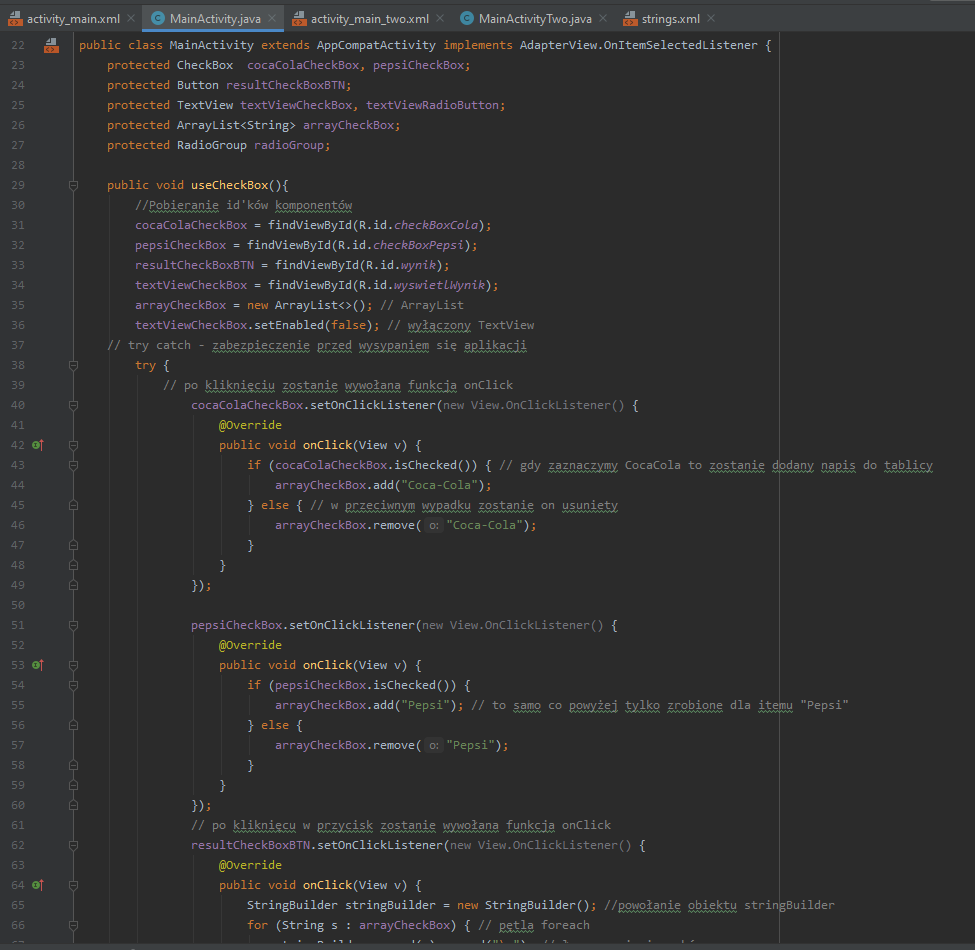 activity_main.xml MainActivity.java activity_main_two.xml MainActivityTwo.java strings.xml
22 public class MainActivity extends AppCompatActivity implements AdapterView.OnItemSelectedListener {
23 protected CheckBox cocaColaCheckBox, pepsiCheckBox;
24 protected Button resultCheckBoxBTN;
25 protected TextView textViewCheckBox, textViewRadioButton;
26 protected ArrayList<String> arrayCheckBox;
27 protected RadioGroup radioGroup;
28
29 public void useCheckBox(){
30 //Pobieranie id'ków komponentów
31 cocaColaCheckBox = findViewById(R.id.checkBoxCola);
32 pepsiCheckBox = findViewById(R.id.checkBoxPepsi);
33 resultCheckBoxBTN = findViewById(R.id.wynik);
34 textViewCheckBox = findViewById(R.id.wyswietlWynik);
35 arrayCheckBox = new ArrayList<>(); // ArrayList
36 textViewCheckBox.setEnabled(false); // wyłączony TextView
37 // try catch - zabezpieczenie przed wysypaniem się aplikacji
38 try {
39 // po kliknięciu zostanie wywołana funkcja onClick
40 cocaColaCheckBox.setOnClickListener(new View.OnClickListener() {
41 @Override
42 public void onClick(View v) {
43 if (cocaColaCheckBox.isChecked()) { // gdy zaznaczymy CocaCola to zostanie dodany napis do tablicy
44 arrayCheckBox.add("Coca-Cola");
45 } else { // w przeciwnym wypadku zostanie on usuniety
46 arrayCheckBox.remove( o: "Coca-Cola");
47 }
48 }
49 });
50
51 pepsiCheckBox.setOnClickListener(new View.OnClickListener() {
52 @Override
53 public void onClick(View v) {
54 if (pepsiCheckBox.isChecked()) {
55 arrayCheckBox.add("Pepsi"); // to samo co powyżej tylko zrobione dla itemu "Pepsi"
56 } else {
57 arrayCheckBox.remove( o: "Pepsi");
58 }
59 }
60 });
61 // po kliknięcu w przycisk zostanie wywołana funkcja onClick
62 resultCheckBoxBTN.setOnClickListener(new View.OnClickListener() {
63 @Override
64 public void onClick(View v) {
65 StringBuilder stringBuilder = new StringBuilder(); //powołanie obiektu stringBuilder
66 for (String s : arrayCheckBox) { // pętla foreach